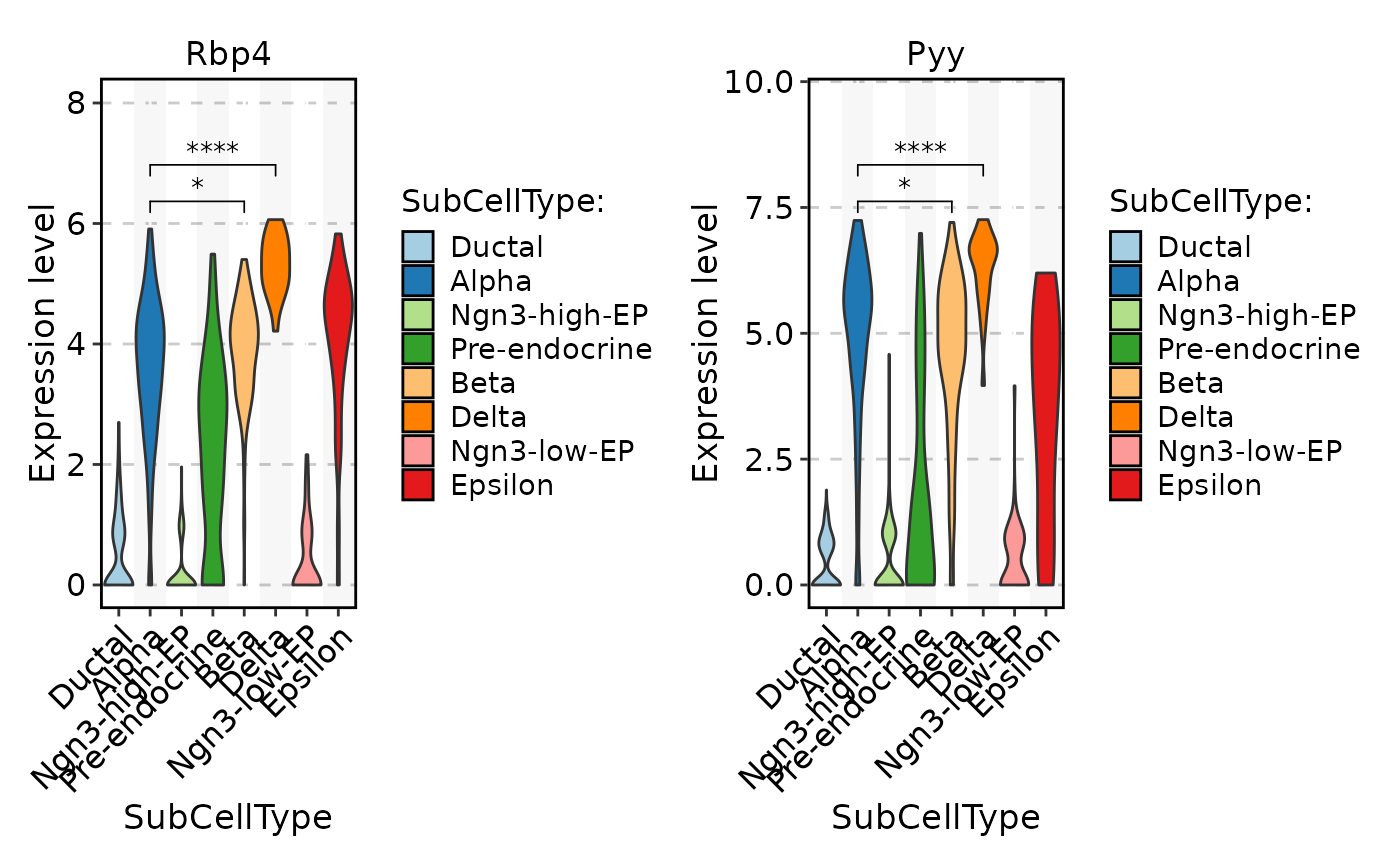 Rbp4
Expression level
8
6
4
2
0
****
*
Ductal
Alpha
Ngn3-high-EP
Pre-endocrine
Beta
Delta
Ngn3-low-EP
Epsilon
SubCellType
SubCellType:
Ductal
Alpha
Ngn3-high-EP
Pre-endocrine
Beta
Delta
Ngn3-low-EP
Epsilon
Pyy
Expression level
10.0
7.5
5.0
2.5
0.0
****
*
Ductal
Alpha
Ngn3-high-EP
Pre-endocrine
Beta
Delta
Ngn3-low-EP
Epsilon
SubCellType
SubCellType:
Ductal
Alpha
Ngn3-high-EP
Pre-endocrine
Beta
Delta
Ngn3-low-EP
Epsilon